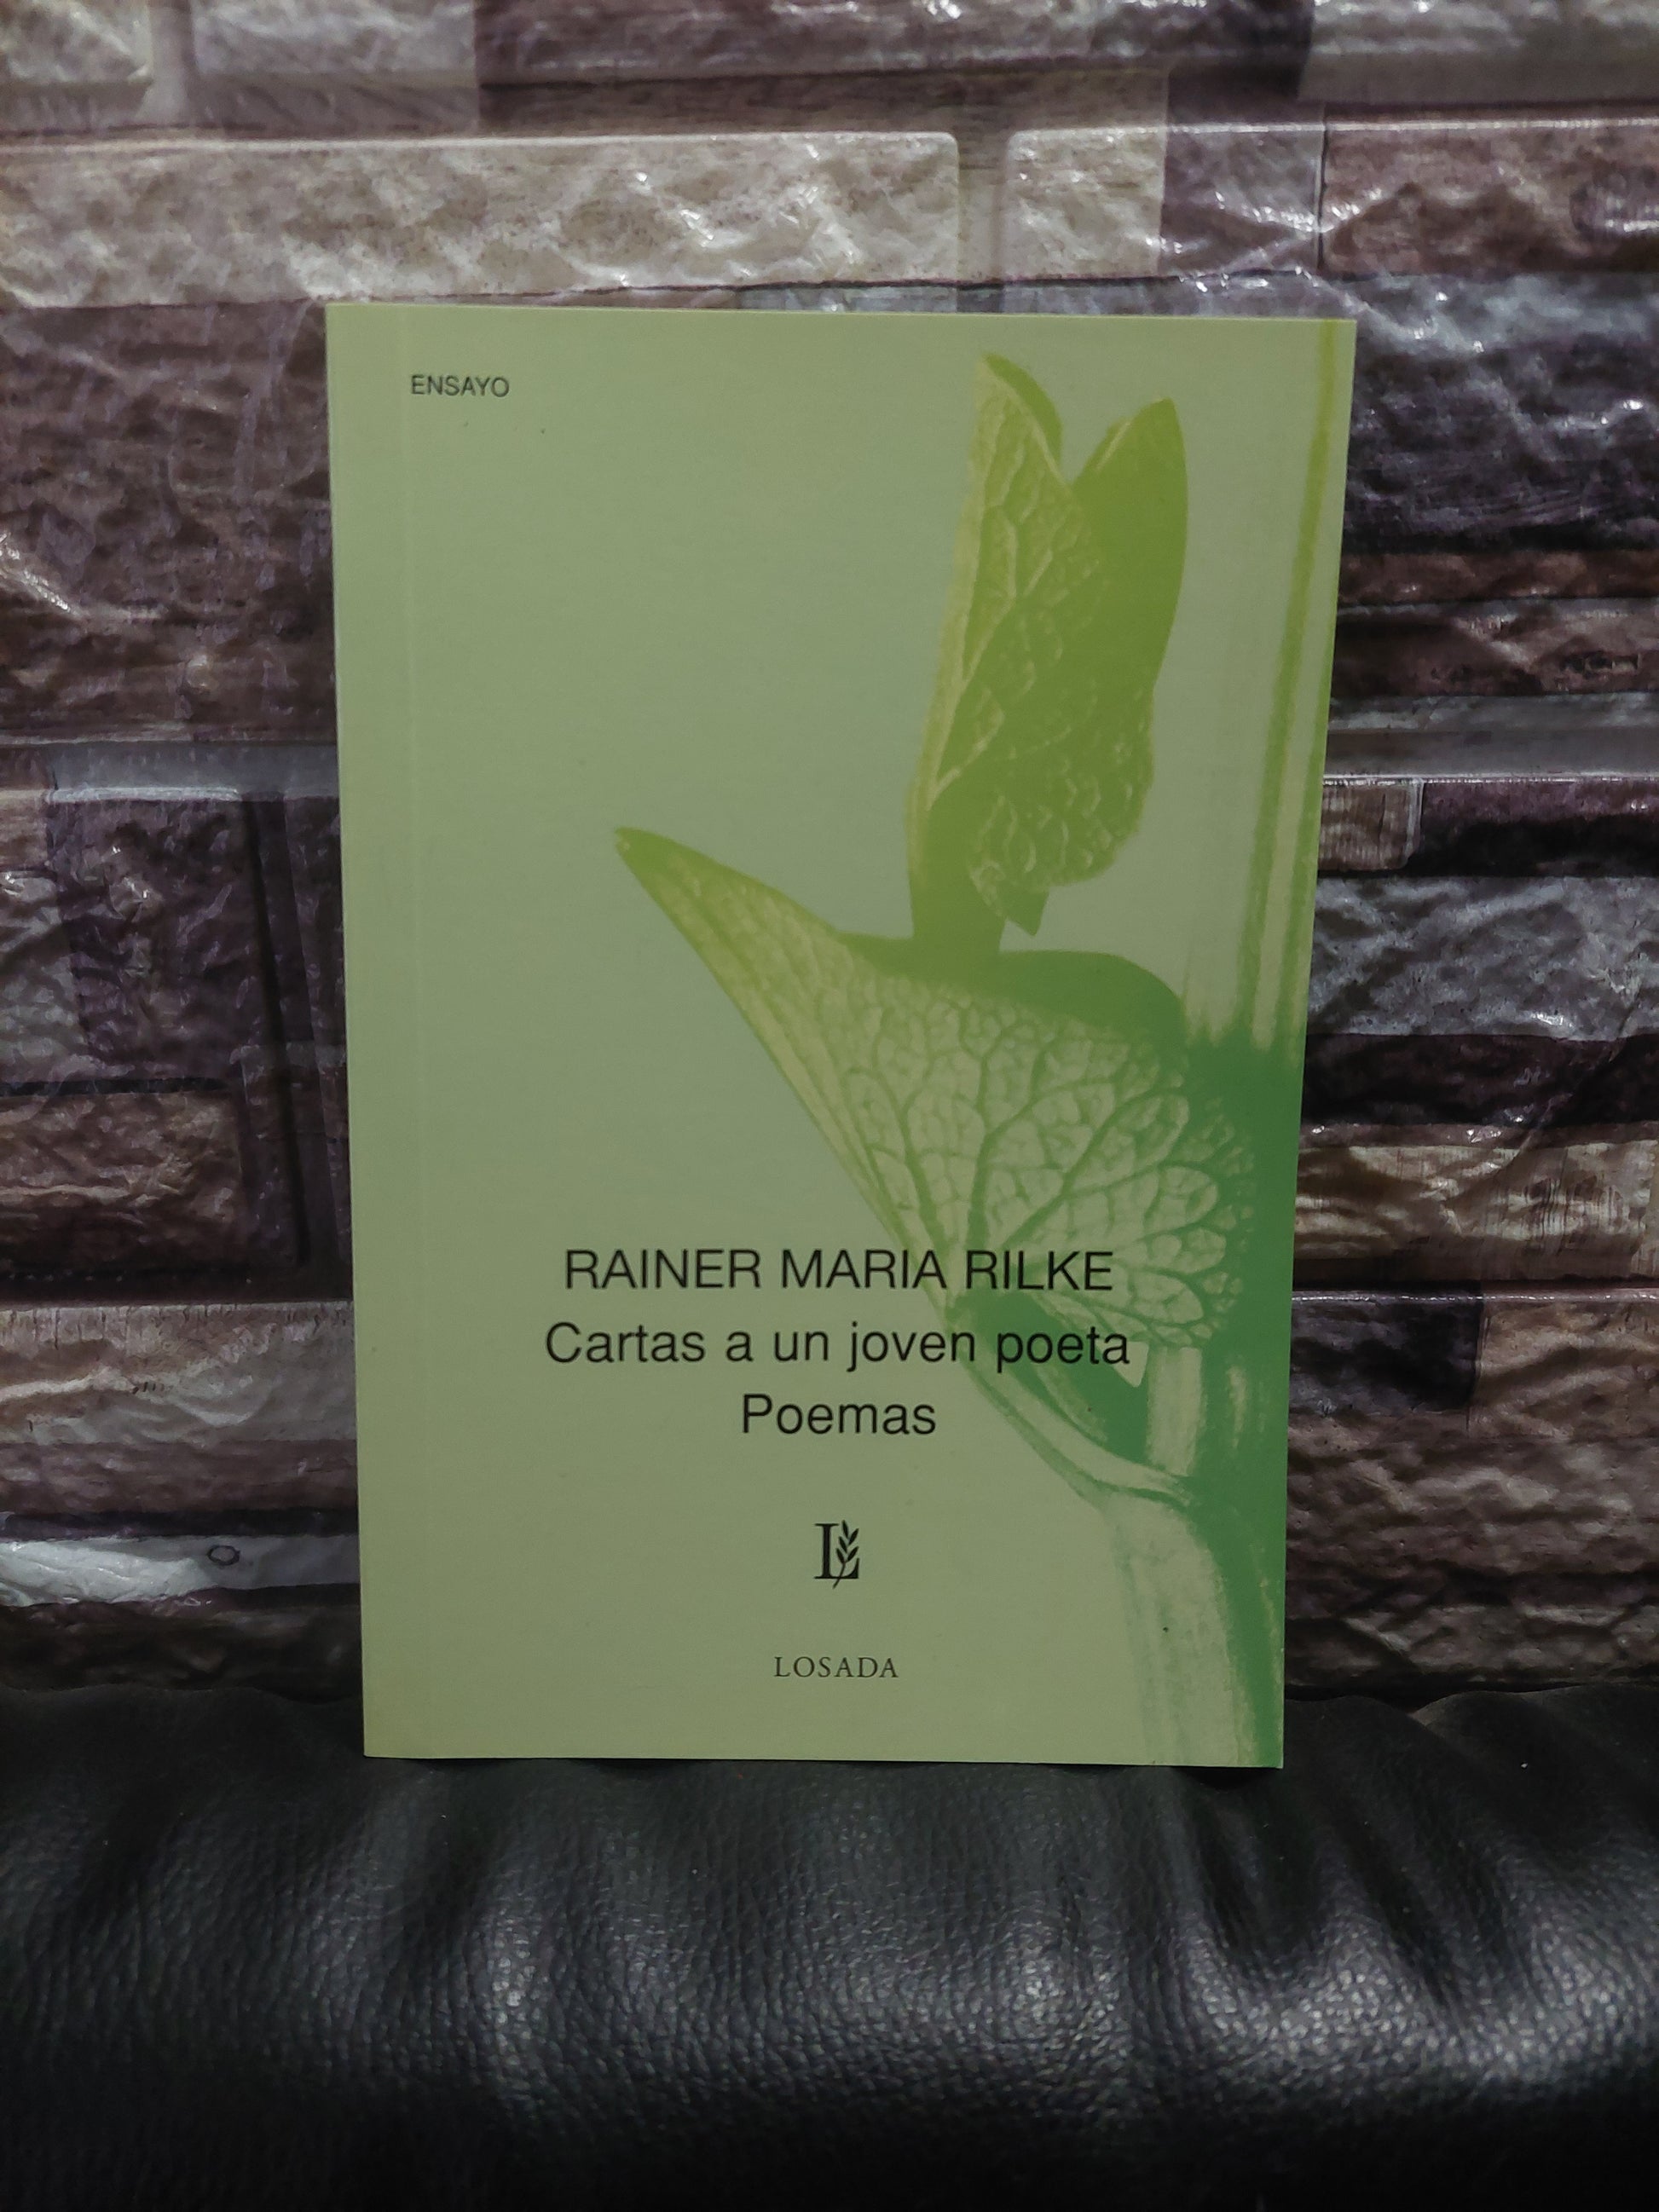 ENSAYO
RAINER MARIA RILKE
Cartas a un joven poeta
Poemas
L
LOSADA